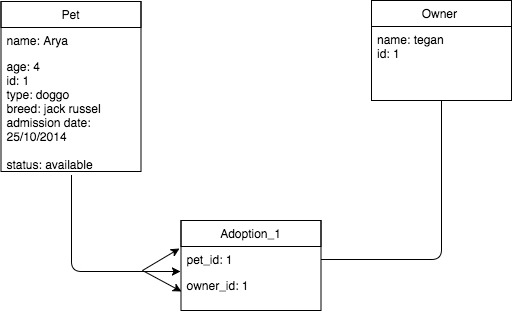 Pet
name: Arya
age: 4
id: 1
type: doggo
breed: jack russel
admission date:
25/10/2014
status: available
Owner
name: tegan
id: 1
Adoption_1
pet_id: 1
owner_id: 1